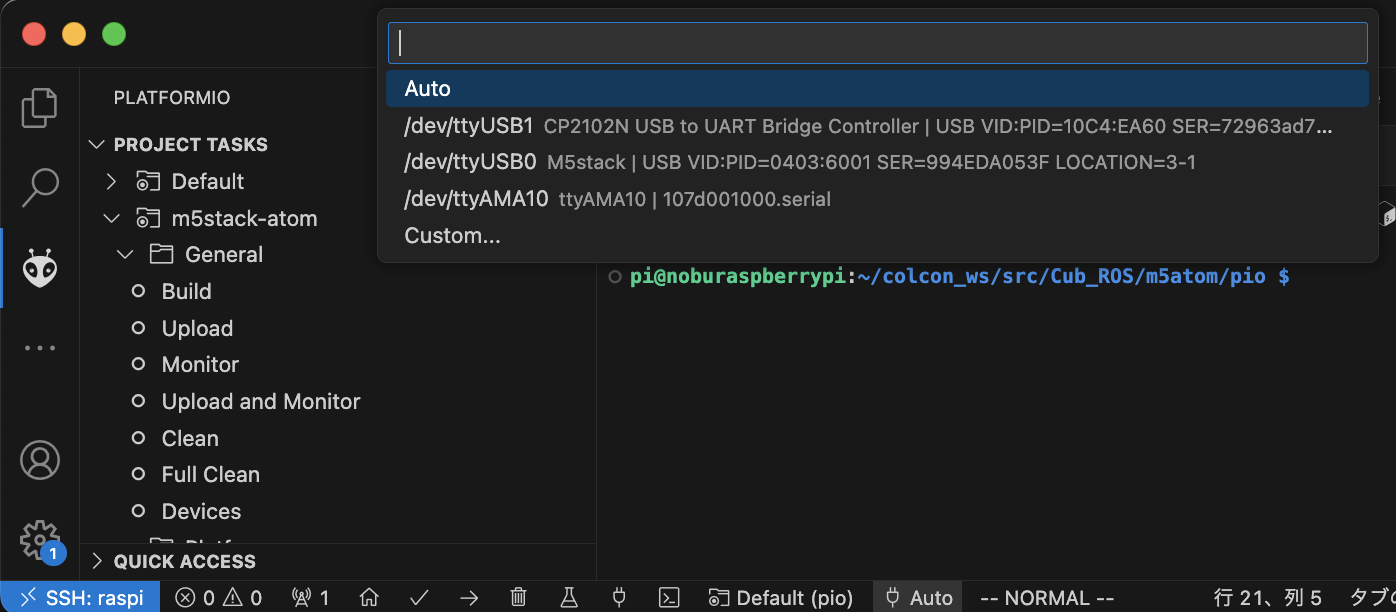 Auto
/dev/ttyUSB1 CP2102N USB to UART Bridge Controller | USB VID:PID=10C4:EA60 SER=72963ad7...
/dev/ttyUSB0 M5stack | USB VID:PID=0403:6001 SER=994EDA053F LOCATION=3-1
/dev/ttyAMA10 ttyAMA10 | 107d001000.serial
Custom...
PLATFORMIO
PROJECT TASKS
Default
m5stack-atom
General
Build
Upload
Monitor
Upload and Monitor
Clean
Full Clean
Devices
QUICK ACCESS
pi@noburaspberrypi:~/colcon_ws/src/Cub_ROS/m5atom/pio $
1
SSH: raspi 0 0 1 Default (pio) Auto -- NORMAL -- 行 21、列 5 タブの